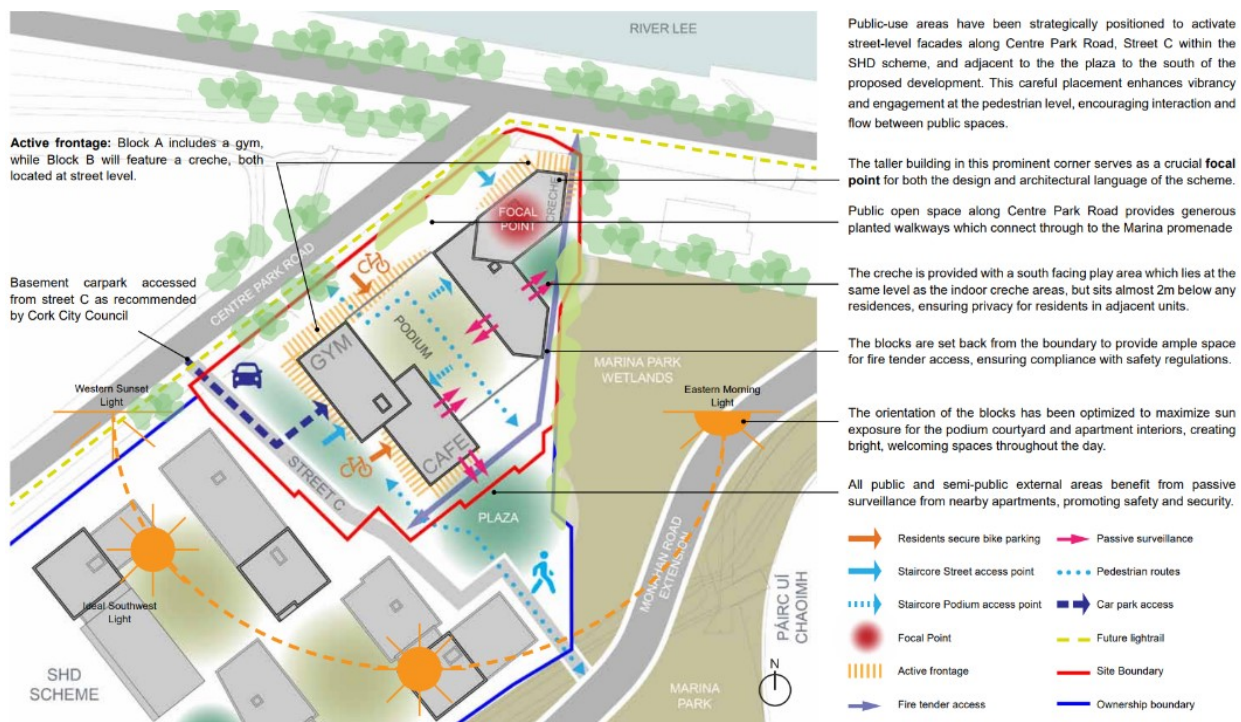 RIVER LEE
Public-use areas have been strategically positioned to activate
street-level facades along Centre Park Road, Street C within the
SHD scheme, and adjacent to the the plaza to the south of the
proposed development. This careful placement enhances vibrancy
and engagement at the pedestrian level, encouraging interaction and
flow between public spaces.
Active frontage: Block A includes a gym,
while Block B will feature a creche, both
located at street level.
The taller building in this prominent corner serves as a crucial focal
point for both the design and architectural language of the scheme.
Public open space along Centre Park Road provides generous
planted walkways which connect through to the Marina promenade
Basement carpark accessed
from street C as recommended
by Cork City Council
The creche is provided with a south facing play area which lies at the
same level as the indoor creche areas, but sits almost 2m below any
residences, ensuring privacy for residents in adjacent units.
The blocks are set back from the boundary to provide ample space
for fire tender access, ensuring compliance with safety regulations.
The orientation of the blocks has been optimized to maximize sun
exposure for the podium courtyard and apartment interiors, creating
bright, welcoming spaces throughout the day.
All public and semi-public external areas benefit from passive
surveillance from nearby apartments, promoting safety and security.
CRECHE
FOCAL
POINT
CENTRE PARK ROAD
PODIUM
GYM
CAFE
MARINA PARK
WETLANDS
Western Sunset
Light
Eastern Morning
Light
STREET C
PLAZA
MONAHAN ROAD
EXTENSION
PÁIRC UÍ
CHAOIMH
Ideal Southwest
Light
SHD
SCHEME
MARINA
PARK
N
Residents secure bike parking
Staircore Street access point
Staircore Podium access point
Focal Point
Active frontage
Fire tender access
Passive surveillance
Pedestrian routes
Car park access
Future lightrail
Site Boundary
Ownership boundary